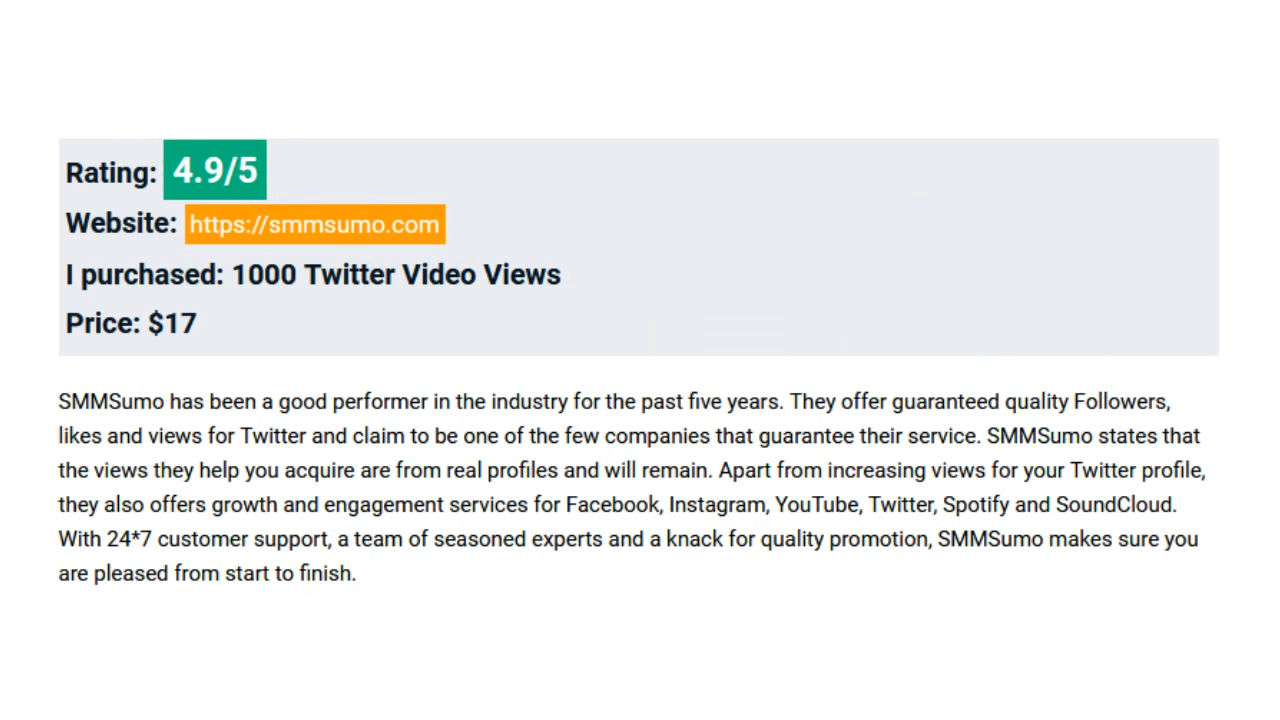 Rating: 4.9/5
Website: https://smmsumo.com
I purchased: 1000 Twitter Video Views
Price: $17
SMMSumo has been a good performer in the industry for the past five years. They offer guaranteed quality Followers,
likes and views for Twitter and claim to be one of the few companies that guarantee their service. SMMSumo states that
the views they help you acquire are from real profiles and will remain. Apart from increasing views for your Twitter profile,
they also offers growth and engagement services for Facebook, Instagram, YouTube, Twitter, Spotify and SoundCloud.
With 24*7 customer support, a team of seasoned experts and a knack for quality promotion, SMMSumo makes sure you
are pleased from start to finish.